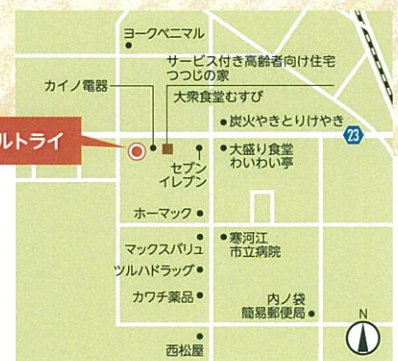 ヨークベニマル
サービス付き高齢者向け住宅
つつじの家
カイノ電器
大衆食堂むすび
炭火やきとりけやき
23
ルトライ
セブン
イレブン
大盛り食堂
わいわい亭
ホーマック
マックスバリュ
寒河江
市立病院
ツルハドラッグ
カワチ薬品
内ノ袋
簡易郵便局
N
西松屋